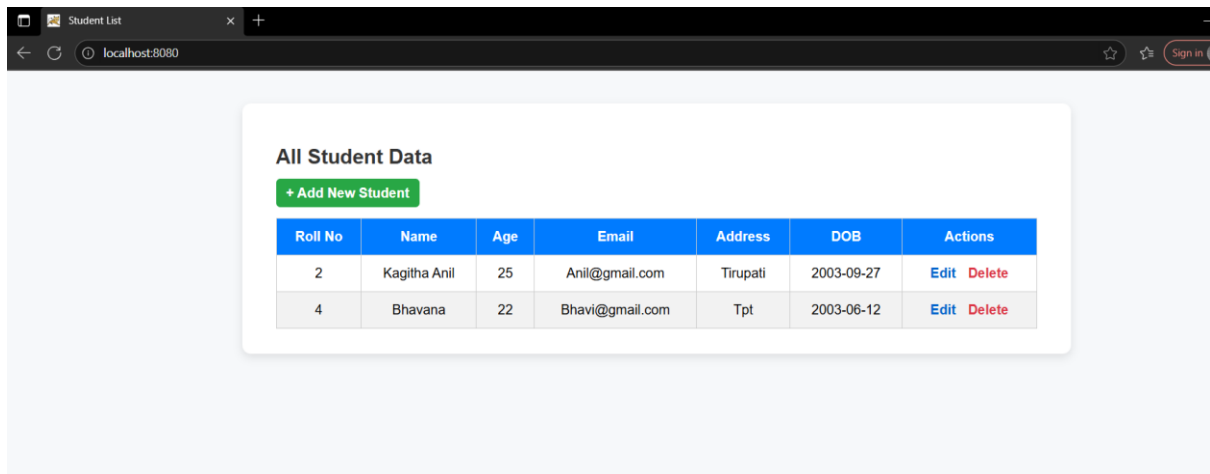 Student List
localhost:8080
Sign in
All Student Data
+ Add New Student
Roll No Name Age Email Address DOB Actions
2 Kagitha Anil 25 Anil@gmail.com Tirupati 2003-09-27 Edit Delete
4 Bhavana 22 Bhavi@gmail.com Tpt 2003-06-12 Edit Delete